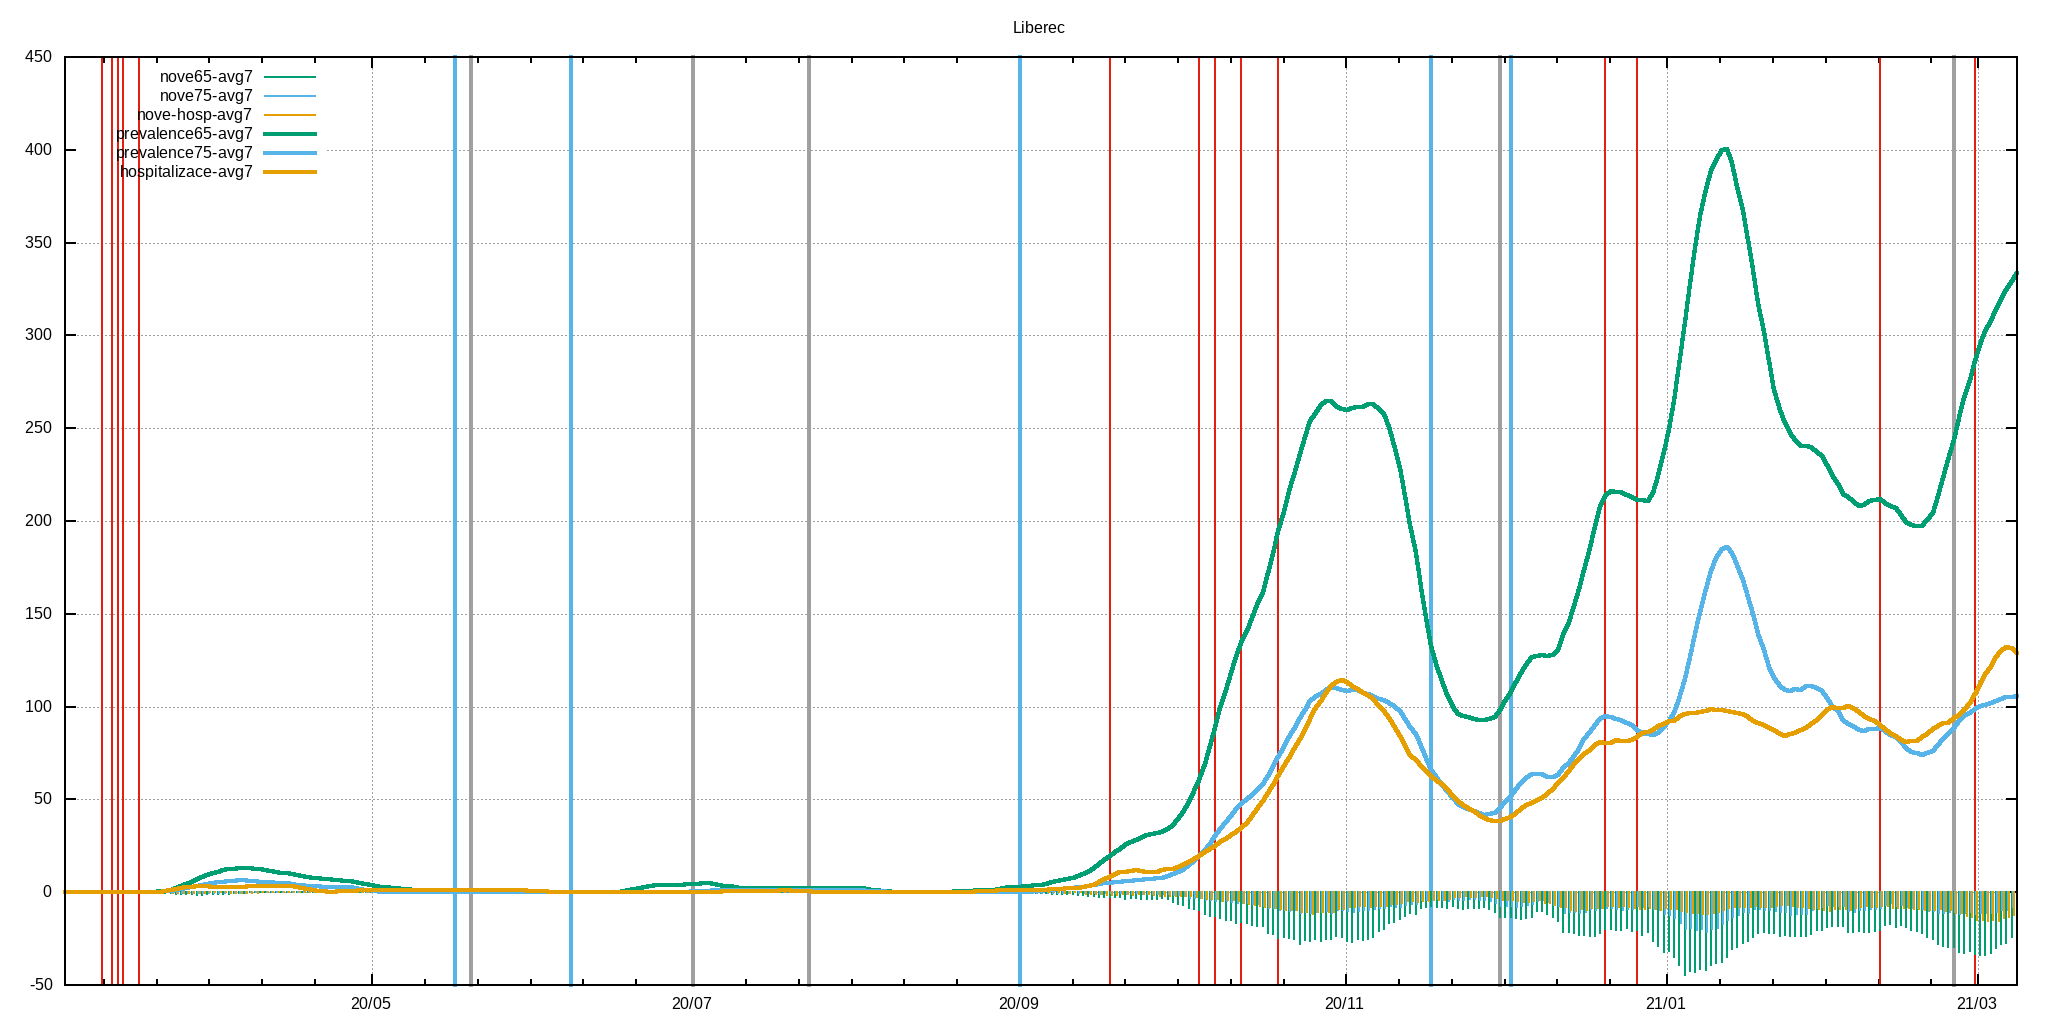 Liberec
450
400
350
300
250
200
150
100
50
0
-50
nove65-avg7
nove75-avg7
nove-hosp-avg7
prevalence65-avg7
prevalence75-avg7
hospitalizace-avg7
20/05
20/07
20/09
20/11
21/01
21/03